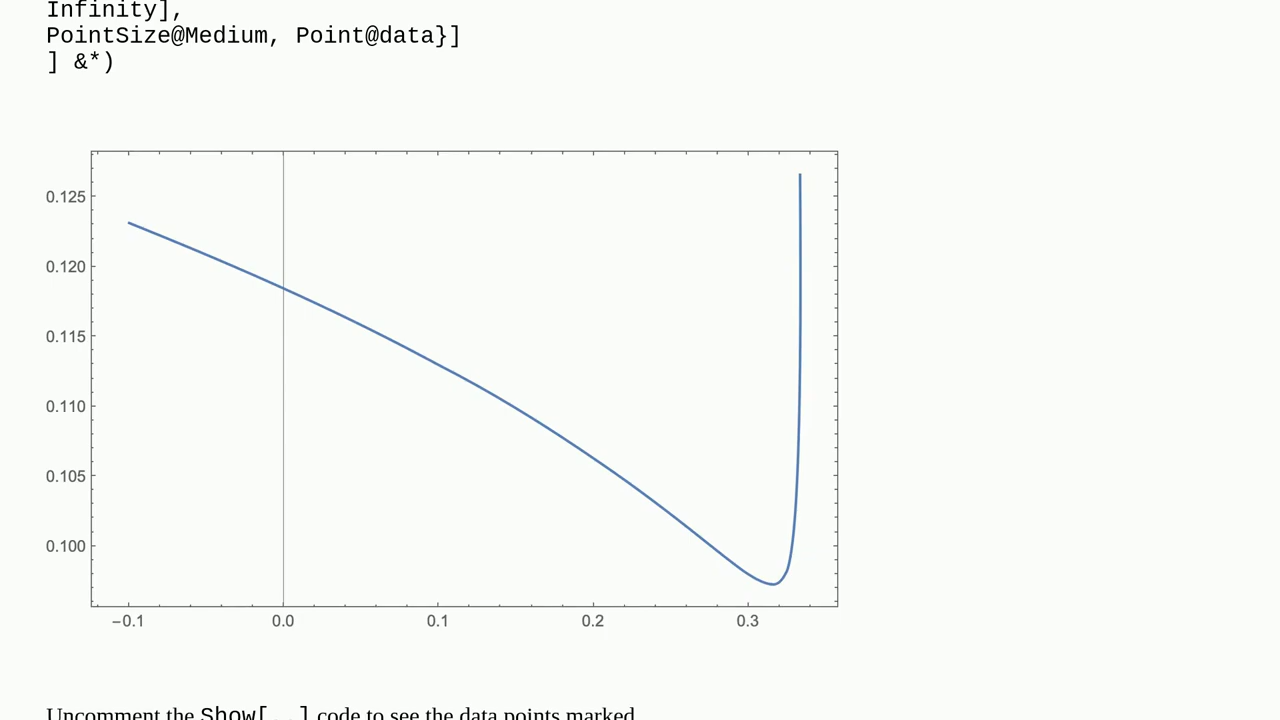 Infinity],
PointSize@Medium, Point@data}]
] &*)
0.125
0.120
0.115
0.110
0.105
0.100
−0.1 0.0 0.1 0.2 0.3
Uncomment the Show[..] code to see the data points marked